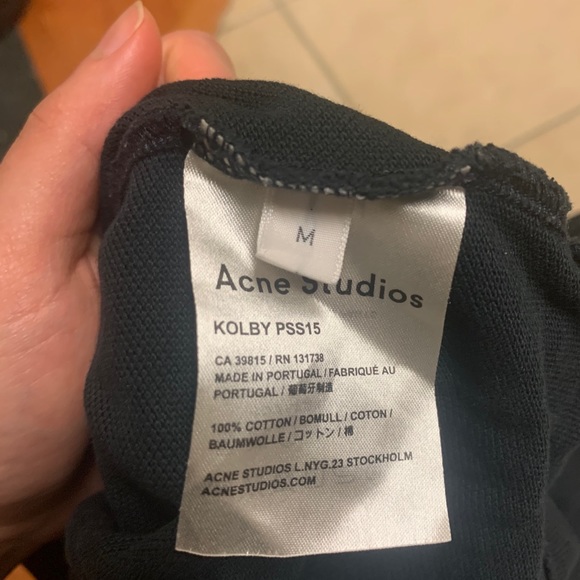 M
Acne Studios
KOLBY PSS15
CA 39815 / RN 131738
MADE IN PORTUGAL / FABRIQUÉ AU
PORTUGAL / 葡萄牙制造
100% COTTON / BOMULL / COTON /
BAUMWOLLE / コットン / 棉
ACNE STUDIOS L.NYG.23 STOCKHOLM
ACNESTUDIOS.COM